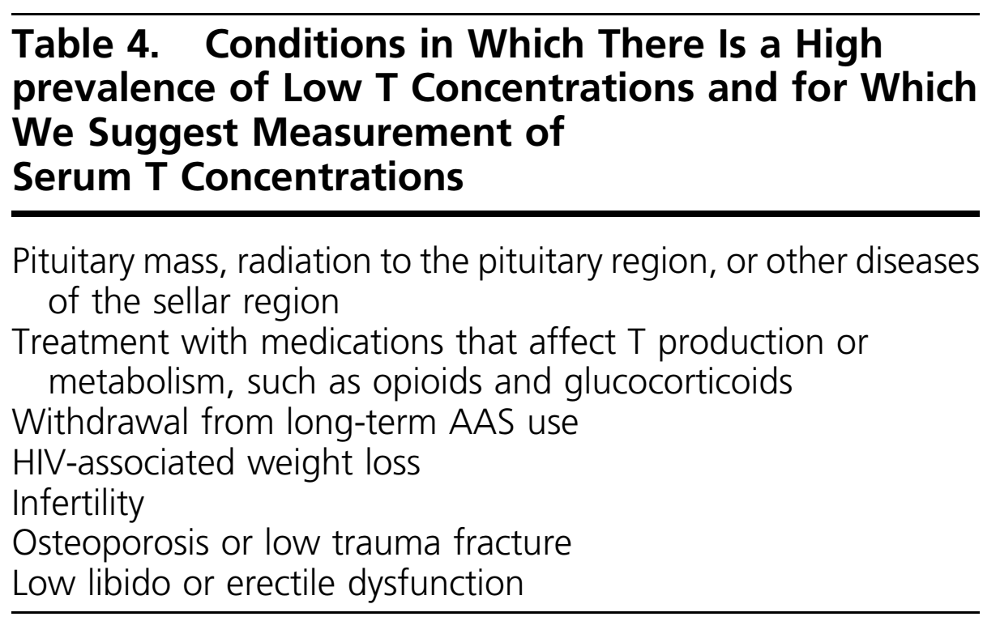 Table 4. Conditions in Which There Is a High
prevalence of Low T Concentrations and for Which
We Suggest Measurement of
Serum T Concentrations
Pituitary mass, radiation to the pituitary region, or other diseases
of the sellar region
Treatment with medications that affect T production or
metabolism, such as opioids and glucocorticoids
Withdrawal from long-term AAS use
HIV-associated weight loss
Infertility
Osteoporosis or low trauma fracture
Low libido or erectile dysfunction